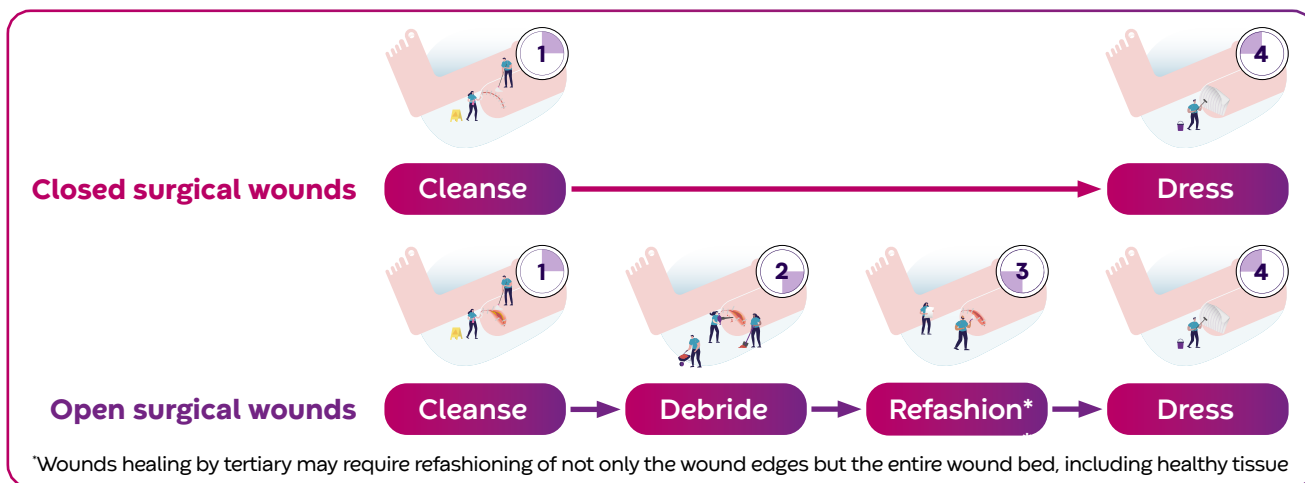 1
4
Closed surgical wounds
Cleanse
Dress
1
2
3
4
Open surgical wounds
Cleanse
Debride
Refashion*
Dress
*Wounds healing by tertiary may require refashioning of not only the wound edges but the entire wound bed, including healthy tissue